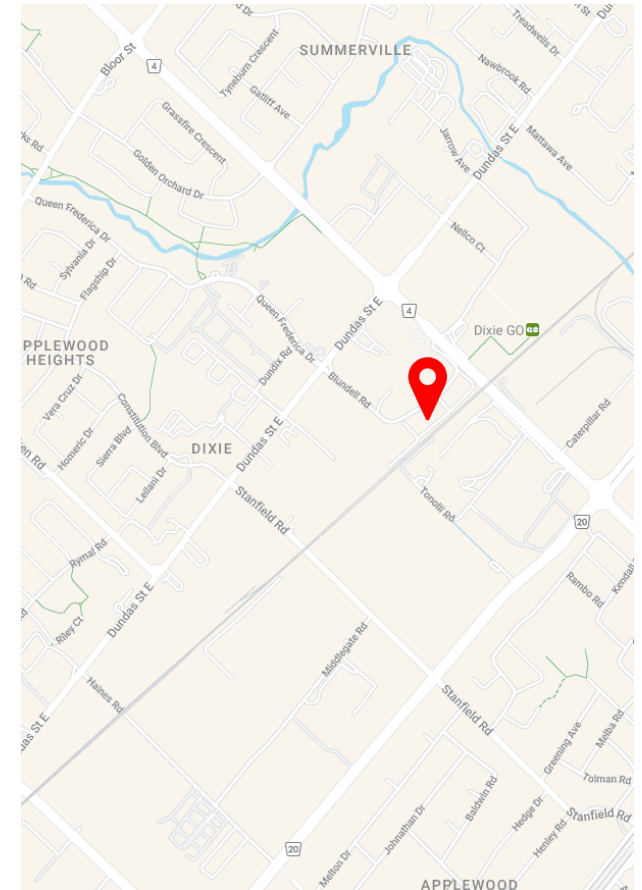 SUMMERVILLE
Bloor St
4
Tyneburn Crescent
Gatliff Ave
Grassfire Crescent
Golden Orchard Dr
Treadwells Dr
Nawbrook Rd
Mattawa Ave
Jarrow Ave
Dundas St E
Nellco Ct
Queen Frederica Dr
Sylvania Dr
Flagship Dr
4
Dixie GO
Queen Frederica Dr
Dundas St E
Dundix Rd
Blundell Rd
PPLEWOOD
HEIGHTS
Vera Cruz Dr
Homeric Dr
Sierra Blvd
Constitution Blvd
Leilani Dr
DIXIE
Dundas St E
Stanfield Rd
Caterpillar Rd
Tonolli Rd
20
Rymal Rd
Riley Ct
Dundas St E
Rambo Rd
Kendall
Haines Rd
Middlegate Rd
Stanfield Rd
Greening Ave
Melba Rd
Tolman Rd
Stanfield Rd
Baldwin Rd
Hedge Dr
Henley Rd
Johnathan Dr
Melton Dr
20
APPLEWOOD